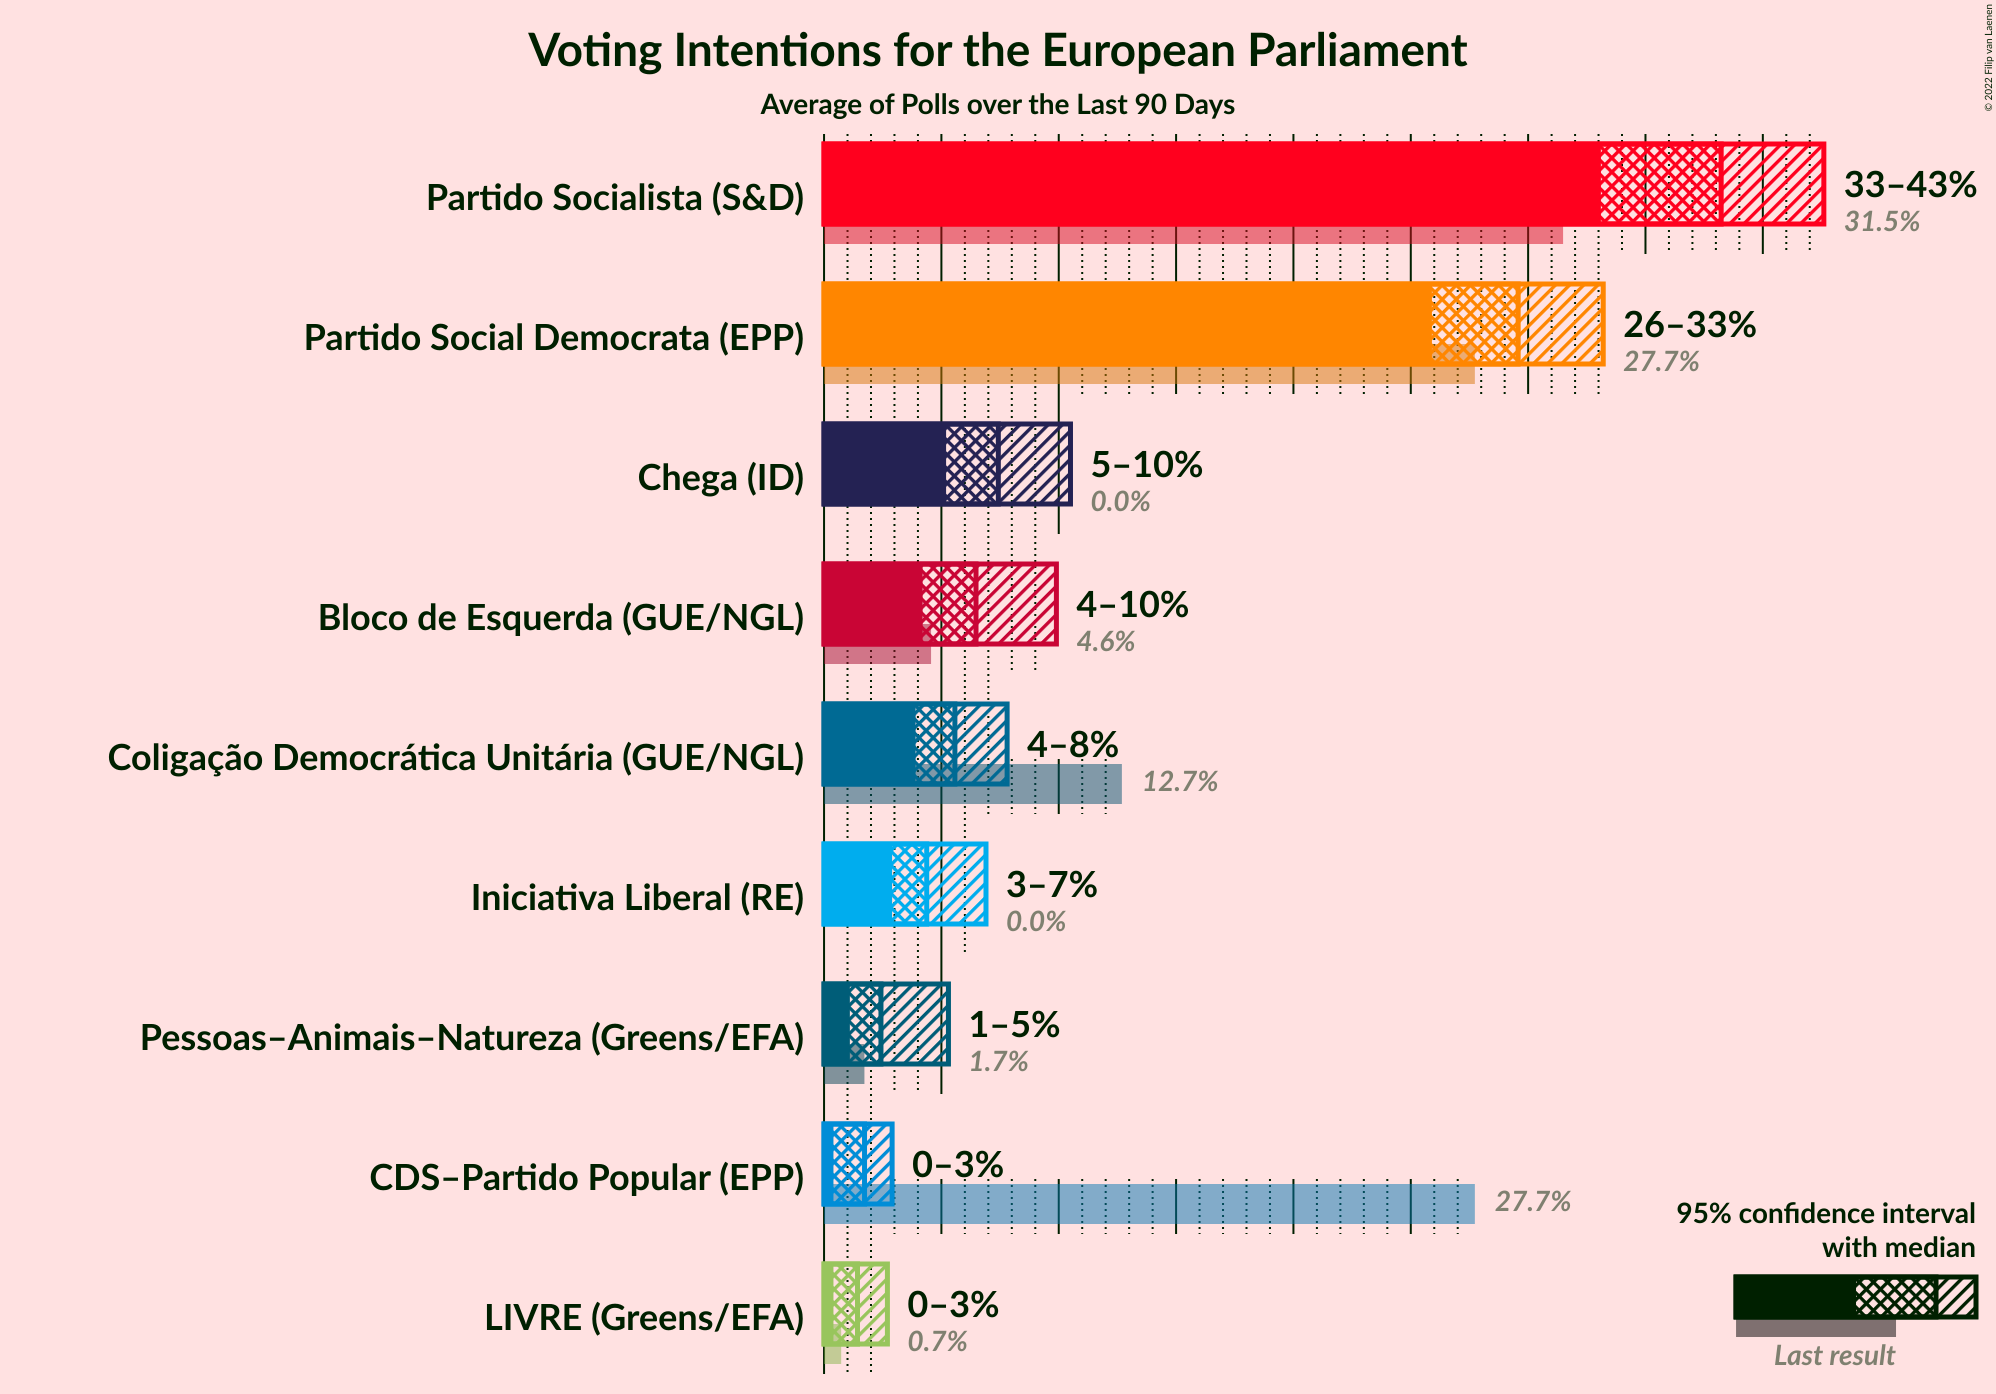 Voting Intentions for the European Parliament
Average of Polls over the Last 90 Days
© 2022 Filip van Laenen
Partido Socialista (S&D)
33–43%
31.5%
Partido Social Democrata (EPP)
26–33%
27.7%
Chega (ID)
5–10%
0.0%
Bloco de Esquerda (GUE/NGL)
4–10%
4.6%
Coligação Democrática Unitária (GUE/NGL)
4–8%
12.7%
Iniciativa Liberal (RE)
3–7%
0.0%
Pessoas–Animais–Natureza (Greens/EFA)
1–5%
1.7%
CDS–Partido Popular (EPP)
0–3%
27.7%
LIVRE (Greens/EFA)
0–3%
0.7%
95% confidence interval
with median
Last result